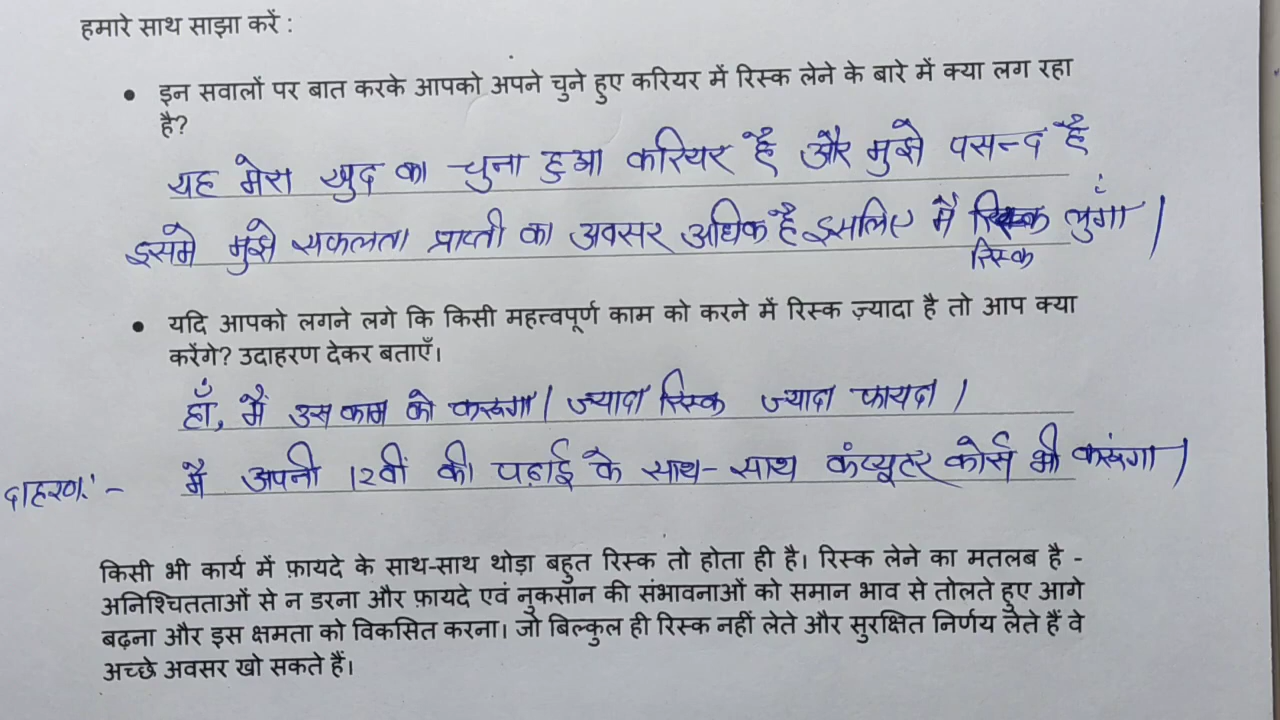 हमारे साथ साझा करें :
• इन सवालों पर बात करके आपको अपने चुने हुए करियर में रिस्क लेने के बारे में क्या लग रहा
है?
यह मेरा खुद का चुना हुआ करियर है और मुझे पसन्द है
इसमे मुझे सफलता प्राप्ती का अवसर अधिक है इसलिए मै रिस्क लुगाँ |
रिस्क
• यदि आपको लगने लगे कि किसी महत्त्वपूर्ण काम को करने में रिस्क ज़्यादा है तो आप क्या
करेंगे? उदाहरण देकर बताएँ।
हाँ, मैं उस काम को करूंगा | ज्यादा रिस्क ज्यादा फायदा |
दाहरण:- मै अपनी 12वीं की पढ़ाई के साथ-साथ कंप्यूटर कोर्स भी करूंगा |
किसी भी कार्य में फ़ायदे के साथ-साथ थोड़ा बहुत रिस्क तो होता ही है। रिस्क लेने का मतलब है -
अनिश्चितताओं से न डरना और फ़ायदे एवं नुकसान की संभावनाओं को समान भाव से तोलते हुए आगे
बढ़ना और इस क्षमता को विकसित करना। जो बिल्कुल ही रिस्क नहीं लेते और सुरक्षित निर्णय लेते हैं वे
अच्छे अवसर खो सकते हैं।